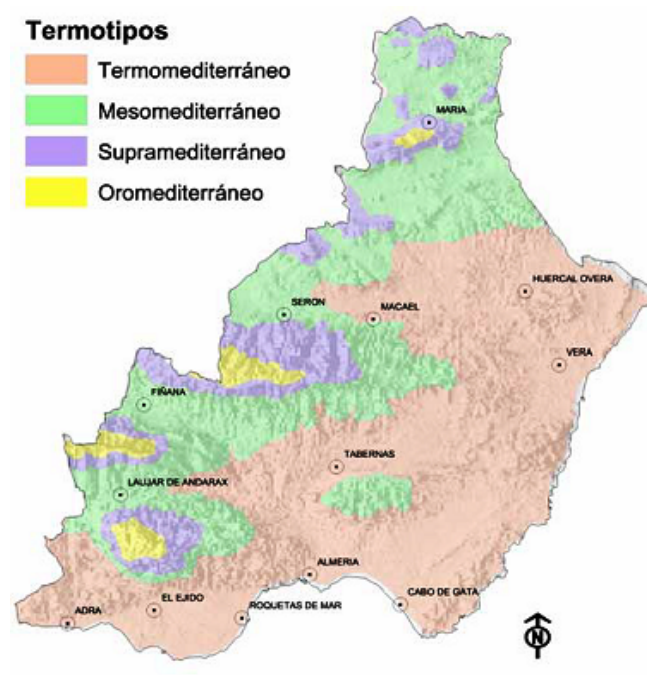 Termotipos
Termomediterráneo
Mesomediterráneo
Supramediterráneo
Oromediterráneo
MARIA
HUERCAL OVERA
SERON
MACAEL
VERA
FIÑANA
TABERNAS
LAUJAR DE ANDARAX
ALMERIA
CABO DE GATA
EL EJIDO
ROQUETAS DE MAR
ADRA
N